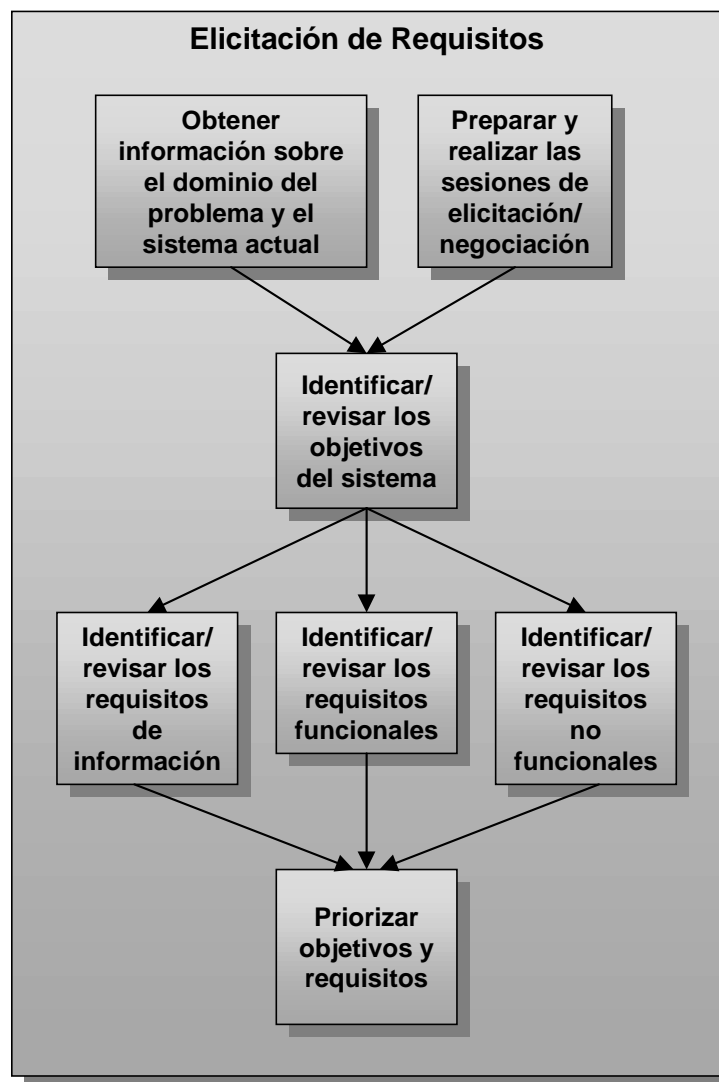 Elicitación de Requisitos
Obtener
información sobre
el dominio del
problema y el
sistema actual
Preparar y
realizar las
sesiones de
elicitación/
negociación
Identificar/
revisar los
objetivos
del sistema
Identificar/
revisar los
requisitos
de
información
Identificar/
revisar los
requisitos
funcionales
Identificar/
revisar los
requisitos
no
funcionales
Priorizar
objetivos y
requisitos